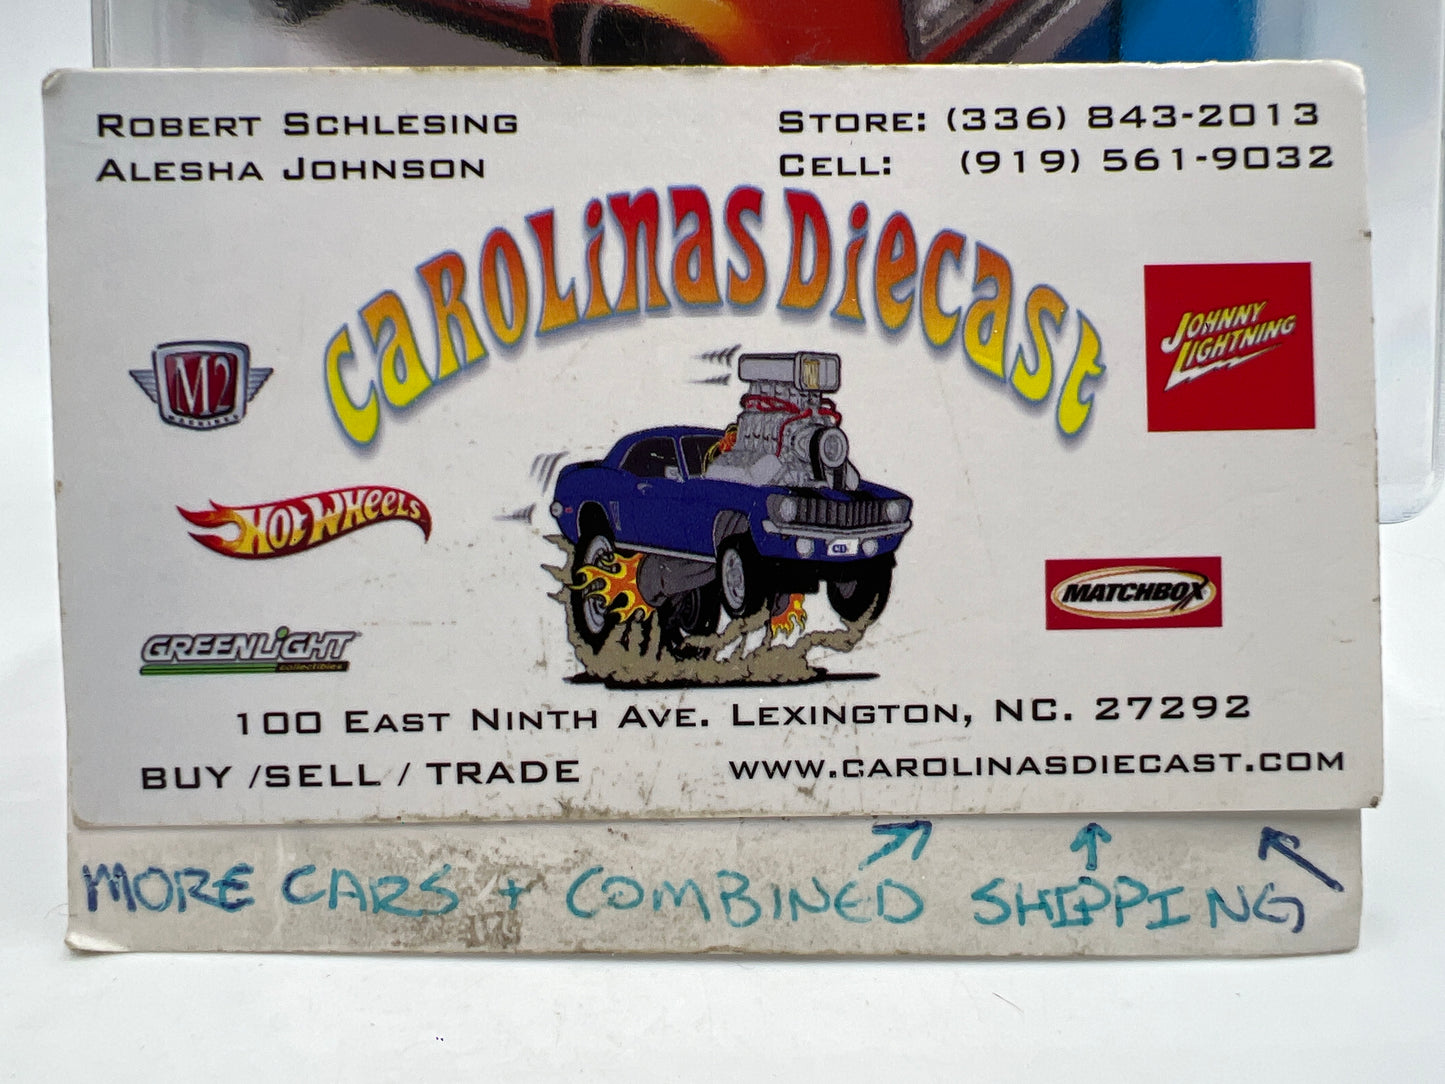 ROBERT SCHLESING
ALESHA JOHNSON
STORE: (336) 843-2013
CELL: (919) 561-9032
CAROLINAS DIECAST
M2
MACHINES
JOHNNY
LIGHTNING
HOT WHEELS
MATCHBOX
GREENLIGHT
collectibles
100 EAST NINTH AVE. LEXINGTON, NC. 27292
BUY /SELL / TRADE
WWW.CAROLINASDIECAST.COM
MORE CARS + COMBINED SHIPPING